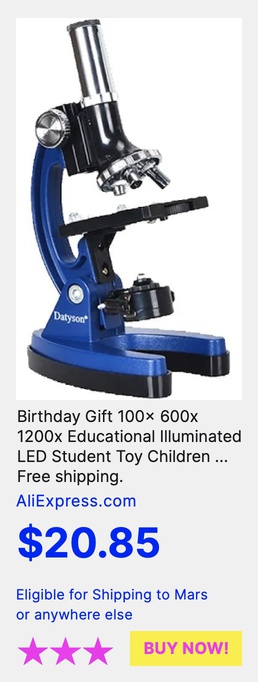 Datyson®
Birthday Gift 100× 600x
1200x Educational Illuminated
LED Student Toy Children ...
Free shipping.
AliExpress.com
$20.85
Eligible for Shipping to Mars
or anywhere else
BUY NOW!